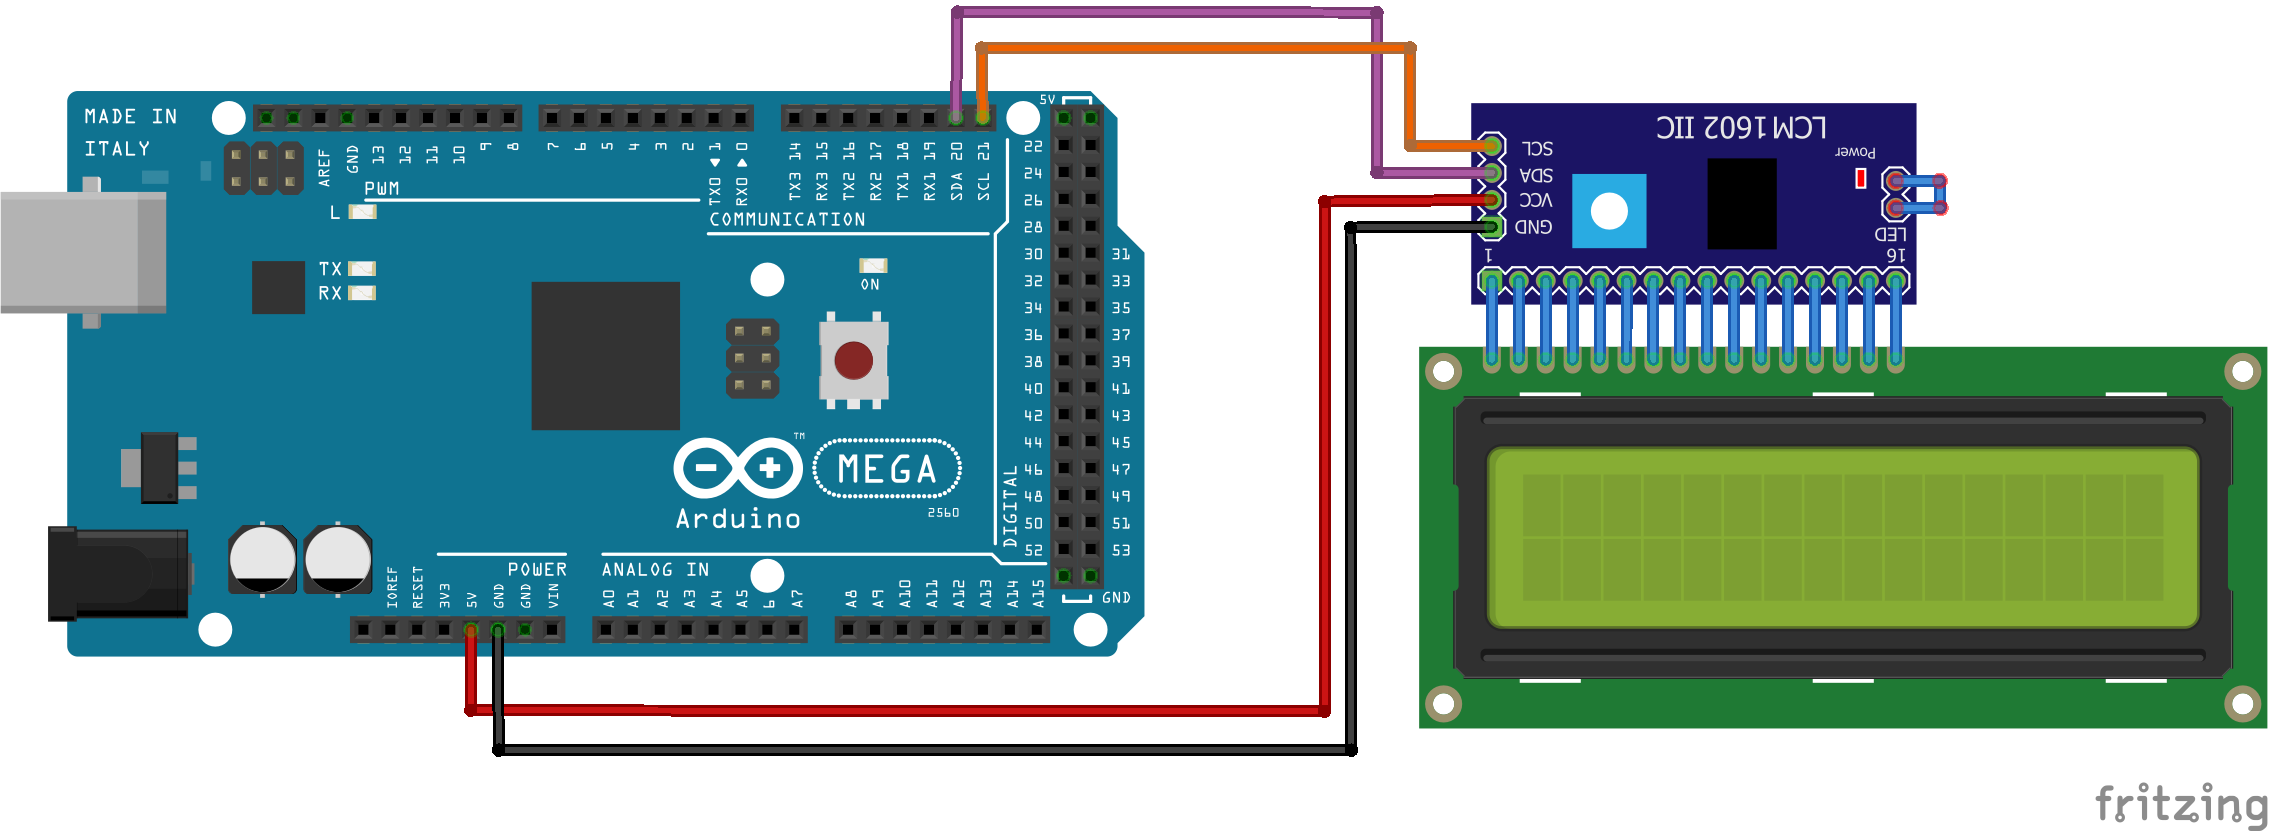 MADE IN
ITALY
AREF
GND
13
12
11
10
9
8
7
6
5
4
3
2
TX0 1
RX0 0
TX3 14
RX3 15
TX2 16
RX2 17
TX1 18
RX1 19
SDA 20
SCL 21
PWM
L
COMMUNICATION
TX
RX
ON
5V
22
24
26
28
30 31
32 33
34 35
36 37
38 39
40 41
42 43
44 45
46 47
48 49
50 51
52 53
GND
DIGITAL
TM
MEGA
Arduino
2560
POWER
ANALOG IN
IOREF
RESET
3V3
5V
GND
GND
VIN
A0
A1
A2
A3
A4
A5
6
A7
A8
A9
A10
A11
A12
A13
A14
A15
LCM1602 IIC
SCL
SDA
VCC
GND
Power
LED
1
16
fritzing